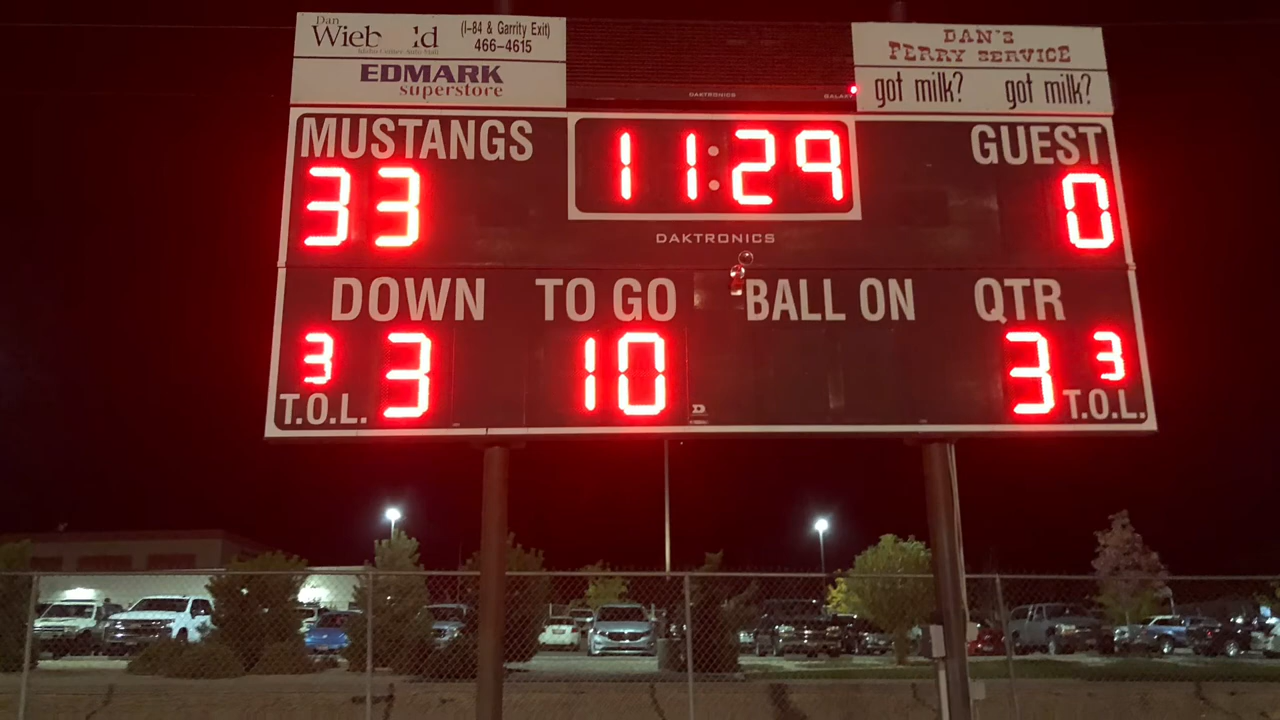 Dan
(I-84 & Garrity Exit)
466-4615
EDMARK
superstore
DAN'S
FERRY SERVICE
got milk? got milk?
DAKTRONICS
GALAXY
MUSTANGS
11:29
GUEST
33
0
DAKTRONICS
DOWN
TO GO
BALL ON
QTR
3
3
10
3
3
T.O.L.
T.O.L.